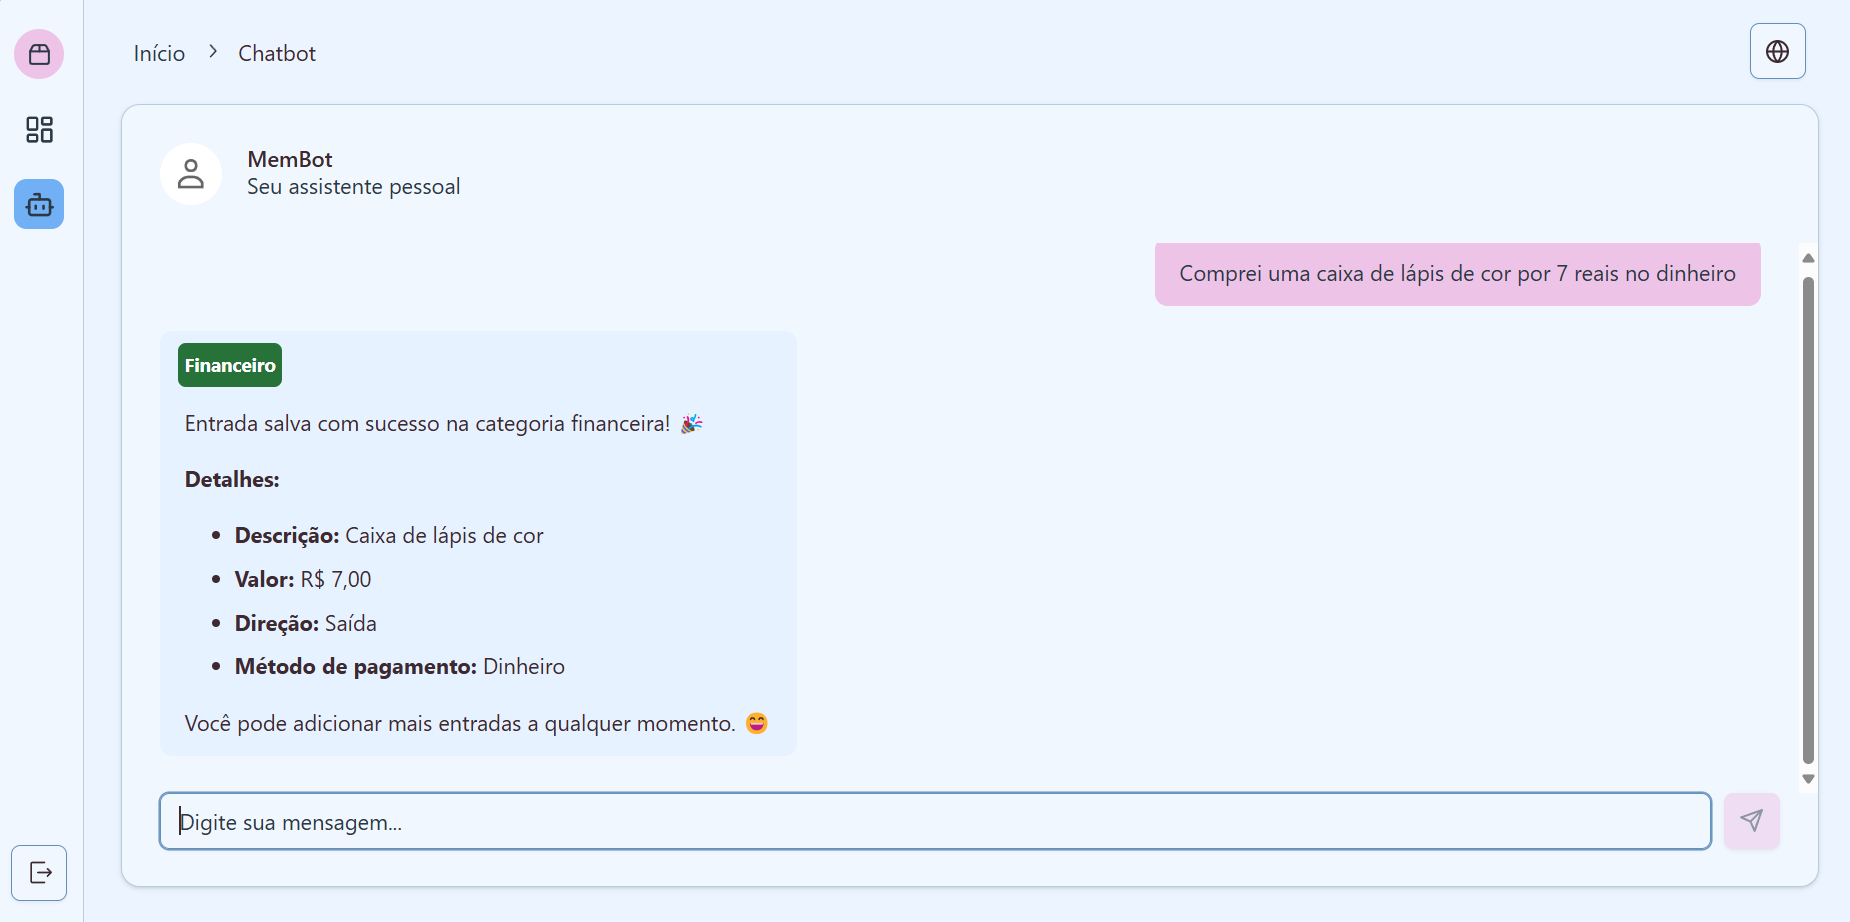 Início > Chatbot
MemBot
Seu assistente pessoal
Comprei uma caixa de lápis de cor por 7 reais no dinheiro
Financeiro
Entrada salva com sucesso na categoria financeira! 🎉
Detalhes:
• Descrição: Caixa de lápis de cor
• Valor: R$ 7,00
• Direção: Saída
• Método de pagamento: Dinheiro
Você pode adicionar mais entradas a qualquer momento. 😄
Digite sua mensagem...